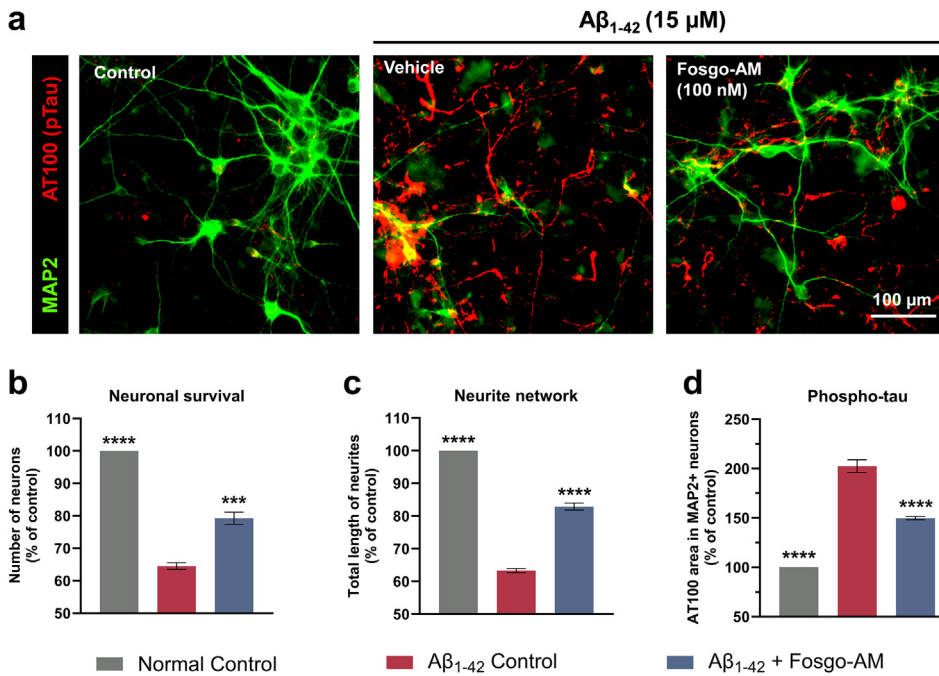 a
Aβ1-42 (15 μM)
AT100 (pTau)
MAP2
Control
Vehicle
Fosgo-AM
(100 nM)
100 μm
b
Neuronal survival
Number of neurons
(% of control)
110
100
90
80
70
60
50
****
***
c
Neurite network
Total length of neurites
(% of control)
110
100
90
80
70
60
50
****
****
d
Phospho-tau
AT100 area in MAP2+ neurons
(% of control)
250
200
150
100
50
****
****
Normal Control
Aβ1-42 Control
Aβ1-42 + Fosgo-AM